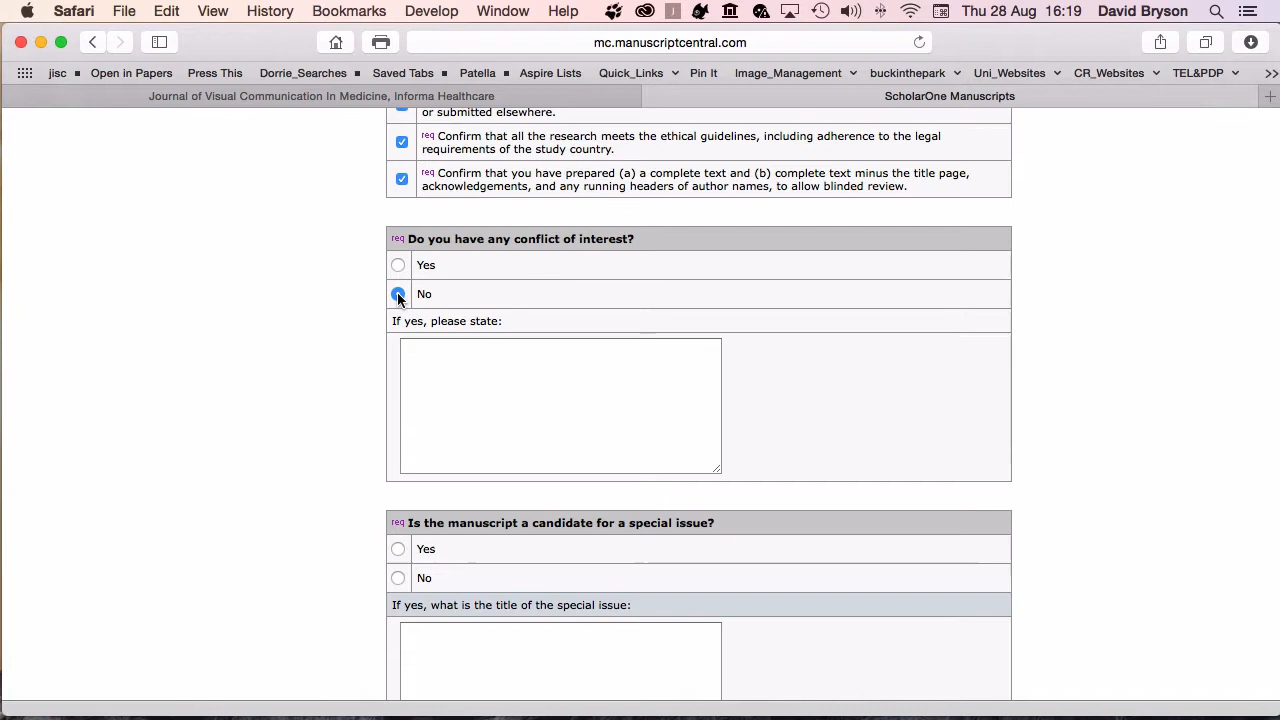 Safari File Edit View History Bookmarks Develop Window Help Thu 28 Aug 16:19 David Bryson
mc.manuscriptcentral.com
jisc Open in Papers Press This Dorrie_Searches Saved Tabs Patella Aspire Lists Quick_Links Pin It Image_Management buckinthepark Uni_Websites CR_Websites TEL&PDP
Journal of Visual Communication In Medicine, Informa Healthcare ScholarOne Manuscripts
or submitted elsewhere.
req Confirm that all the research meets the ethical guidelines, including adherence to the legal
requirements of the study country.
req Confirm that you have prepared (a) a complete text and (b) complete text minus the title page,
acknowledgements, and any running headers of author names, to allow blinded review.
req Do you have any conflict of interest?
Yes
No
If yes, please state:
req Is the manuscript a candidate for a special issue?
Yes
No
If yes, what is the title of the special issue: